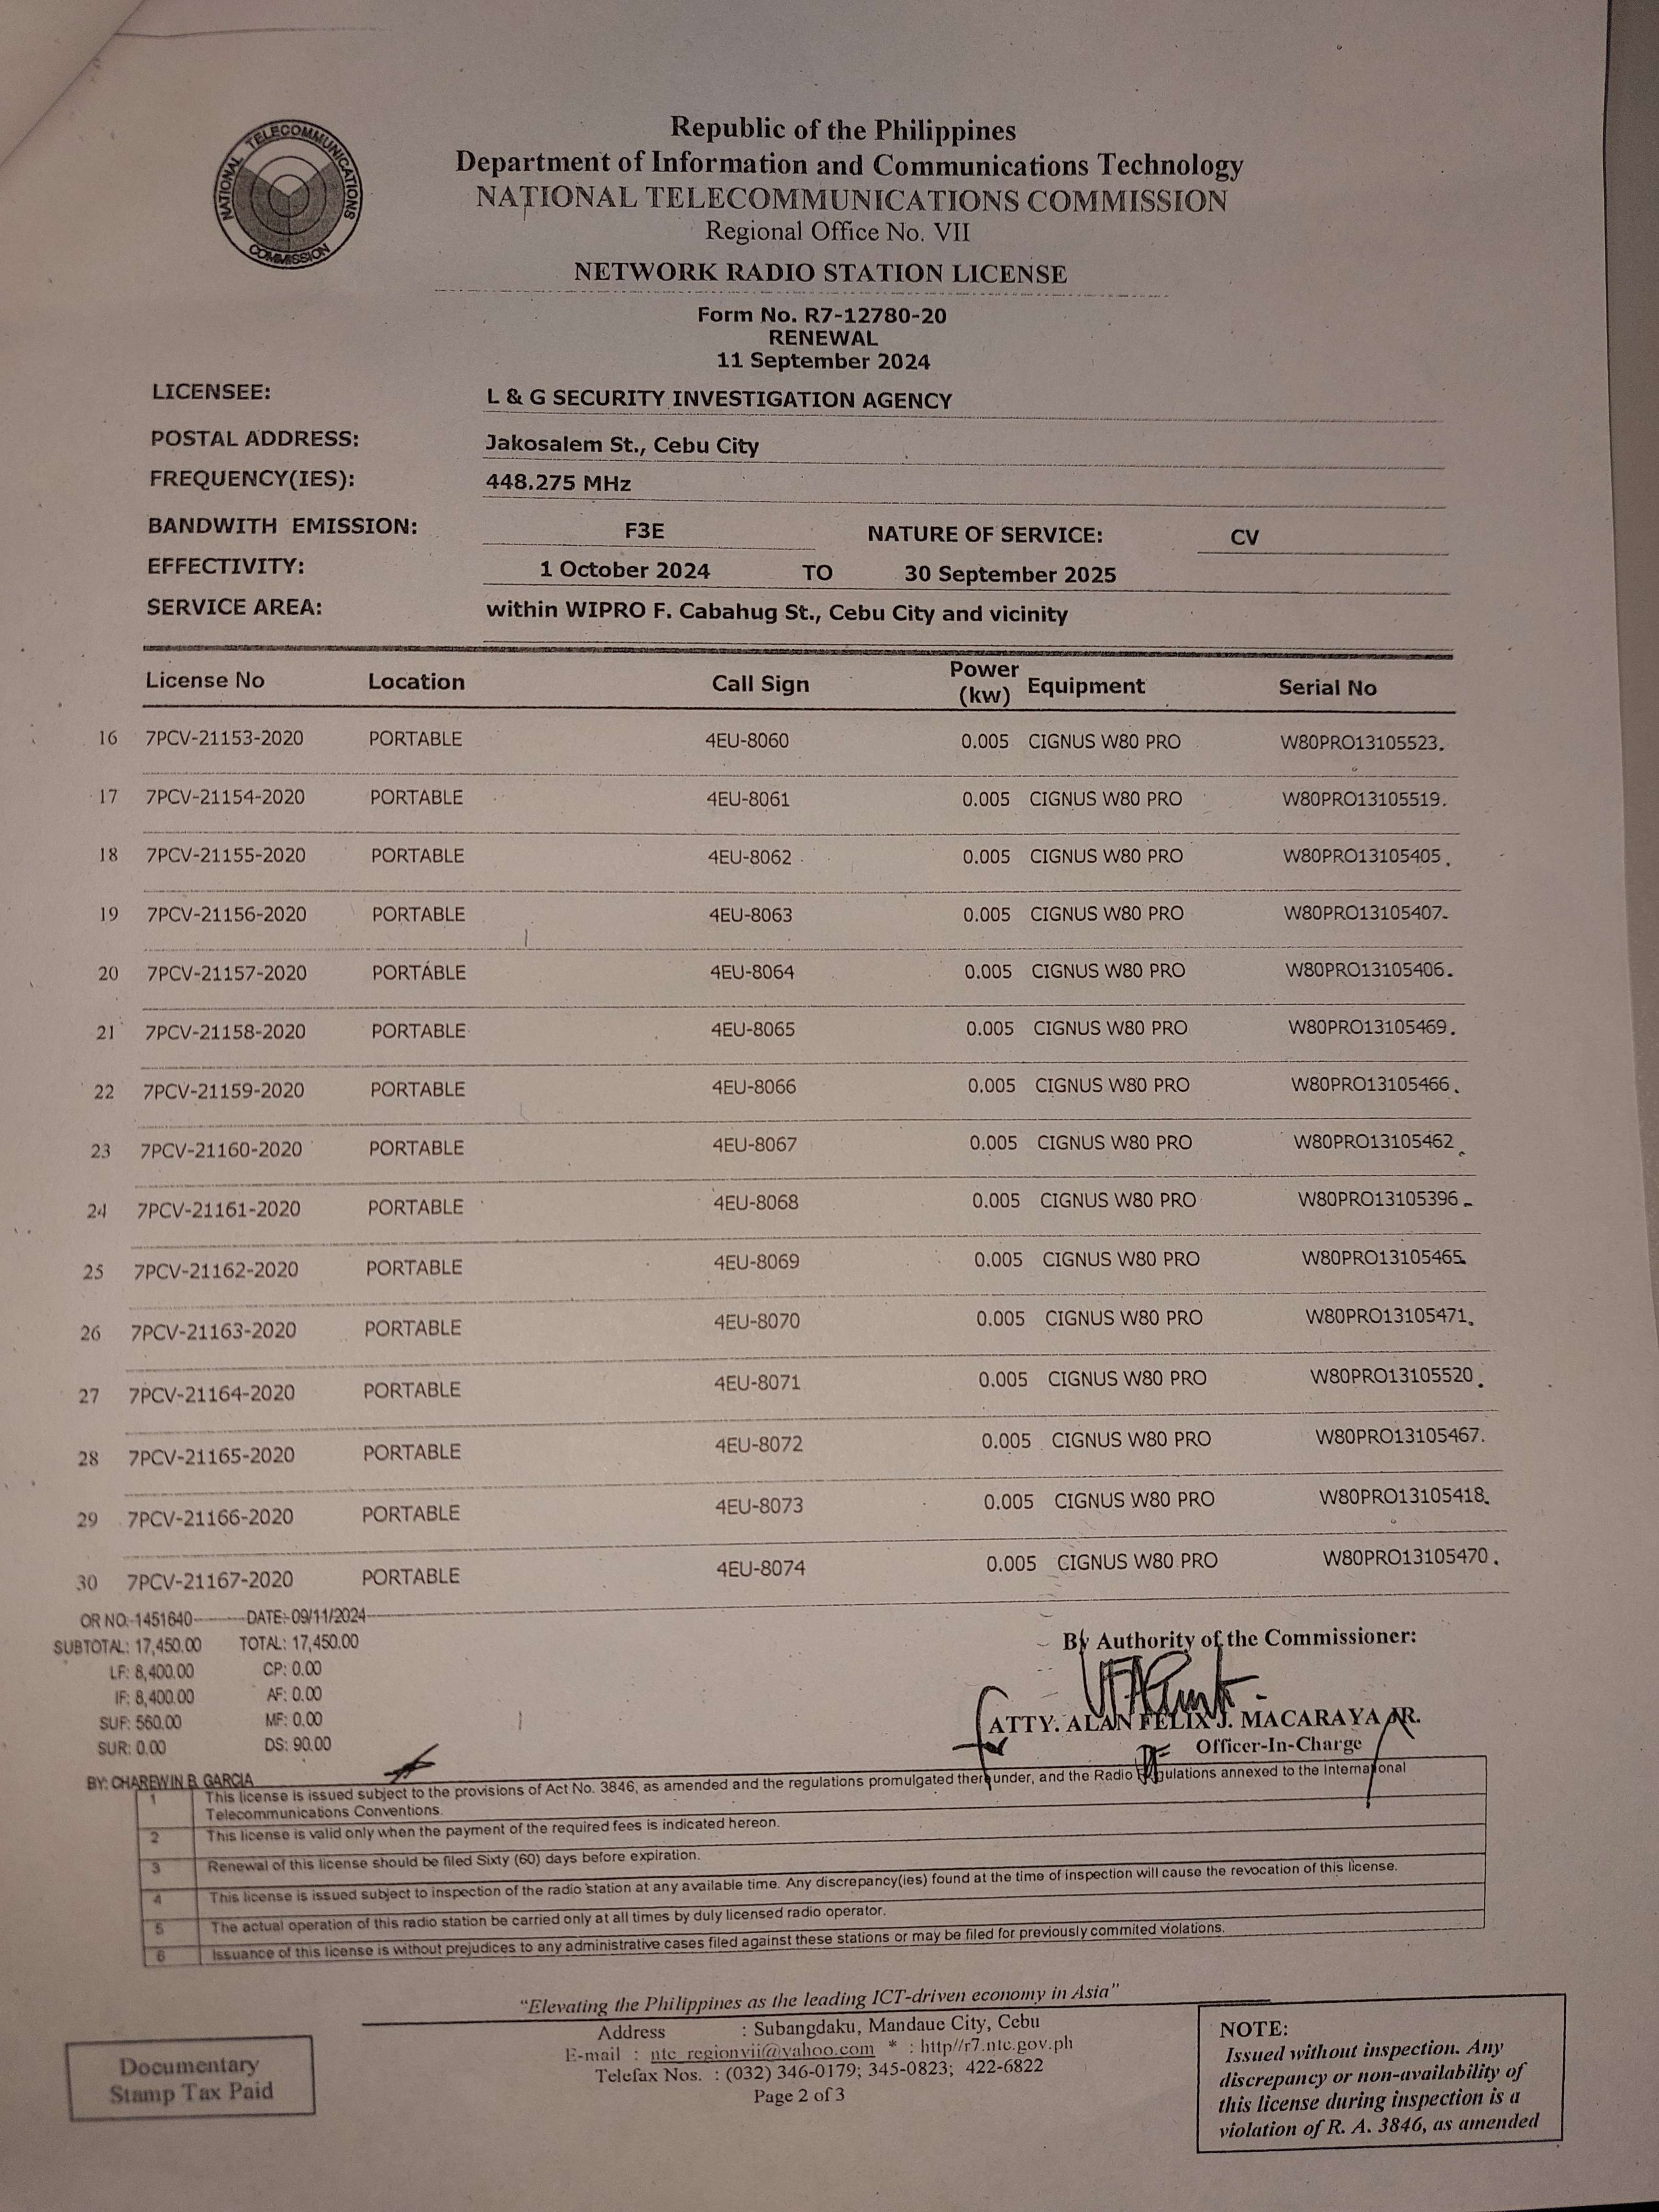 NATIONAL TELECOMMUNICATIONS COMMISSION
Republic of the Philippines
Department of Information and Communications Technology
NATIONAL TELECOMMUNICATIONS COMMISSION
Regional Office No. VII
NETWORK RADIO STATION LICENSE
Form No. R7-12780-20
RENEWAL
11 September 2024
LICENSEE: L & G SECURITY INVESTIGATION AGENCY
POSTAL ADDRESS: Jakosalem St., Cebu City
FREQUENCY(IES): 448.275 MHz
BANDWITH EMISSION: F3E NATURE OF SERVICE: CV
EFFECTIVITY: 1 October 2024 TO 30 September 2025
SERVICE AREA: within WIPRO F. Cabahug St., Cebu City and vicinity
License No Location Call Sign Power (kw) Equipment Serial No
16 7PCV-21153-2020 PORTABLE 4EU-8060 0.005 CIGNUS W80 PRO W80PRO13105523.
17 7PCV-21154-2020 PORTABLE 4EU-8061 0.005 CIGNUS W80 PRO W80PRO13105519.
18 7PCV-21155-2020 PORTABLE 4EU-8062 0.005 CIGNUS W80 PRO W80PRO13105405.
19 7PCV-21156-2020 PORTABLE 4EU-8063 0.005 CIGNUS W80 PRO W80PRO13105407.
20 7PCV-21157-2020 PORTABLE 4EU-8064 0.005 CIGNUS W80 PRO W80PRO13105406.
21 7PCV-21158-2020 PORTABLE 4EU-8065 0.005 CIGNUS W80 PRO W80PRO13105469.
22 7PCV-21159-2020 PORTABLE 4EU-8066 0.005 CIGNUS W80 PRO W80PRO13105466.
23 7PCV-21160-2020 PORTABLE 4EU-8067 0.005 CIGNUS W80 PRO W80PRO13105462.
24 7PCV-21161-2020 PORTABLE 4EU-8068 0.005 CIGNUS W80 PRO W80PRO13105396.
25 7PCV-21162-2020 PORTABLE 4EU-8069 0.005 CIGNUS W80 PRO W80PRO13105465.
26 7PCV-21163-2020 PORTABLE 4EU-8070 0.005 CIGNUS W80 PRO W80PRO13105471.
27 7PCV-21164-2020 PORTABLE 4EU-8071 0.005 CIGNUS W80 PRO W80PRO13105520.
28 7PCV-21165-2020 PORTABLE 4EU-8072 0.005 CIGNUS W80 PRO W80PRO13105467.
29 7PCV-21166-2020 PORTABLE 4EU-8073 0.005 CIGNUS W80 PRO W80PRO13105418.
30 7PCV-21167-2020 PORTABLE 4EU-8074 0.005 CIGNUS W80 PRO W80PRO13105470.
OR NO.-1451640 DATE: 09/11/2024
SUBTOTAL: 17,450.00 TOTAL: 17,450.00
LF: 8,400.00 CP: 0.00
IF: 8,400.00 AF: 0.00
SUF: 560.00 MF: 0.00
SUR: 0.00 DS: 90.00
BY: CHAREWIN B. GARCIA
By Authority of the Commissioner:
ATTY. ALAN FELIX J. MACARAYA JR.
Officer-In-Charge
1 This license is issued subject to the provisions of Act No. 3846, as amended and the regulations promulgated thereunder, and the Radio Regulations annexed to the International
Telecommunications Conventions.
2 This license is valid only when the payment of the required fees is indicated hereon.
3 Renewal of this license should be filed Sixty (60) days before expiration.
4 This license is issued subject to inspection of the radio station at any available time. Any discrepancy(ies) found at the time of inspection will cause the revocation of this license.
5 The actual operation of this radio station be carried only at all times by duly licensed radio operator.
6 Issuance of this license is without prejudices to any administrative cases filed against these stations or may be filed for previously commited violations.
"Elevating the Philippines as the leading ICT-driven economy in Asia"
Address : Subangdaku, Mandaue City, Cebu
E-mail : ntc_regionvii@yahoo.com * : http//r7.ntc.gov.ph
Telefax Nos. : (032) 346-0179; 345-0823; 422-6822
Page 2 of 3
Documentary
Stamp Tax Paid
NOTE:
Issued without inspection. Any
discrepancy or non-availability of
this license during inspection is a
violation of R. A. 3846, as amended